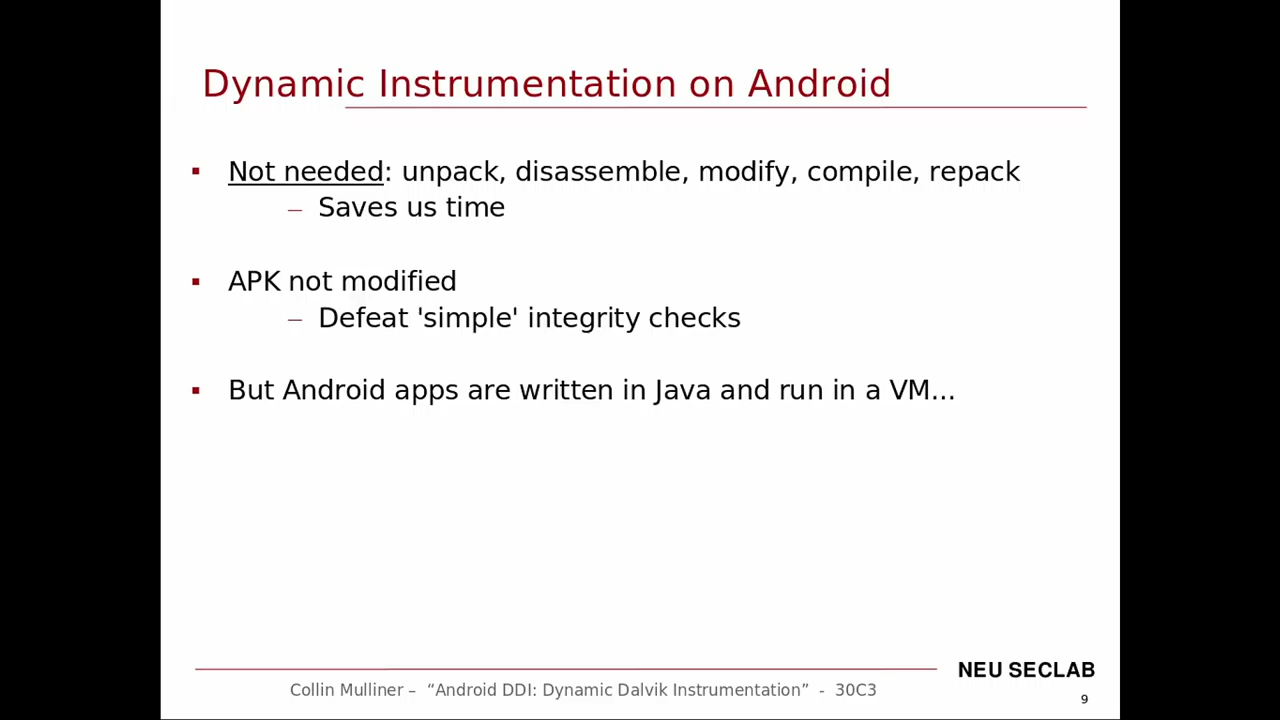 Dynamic Instrumentation on Android
▪ Not needed: unpack, disassemble, modify, compile, repack
– Saves us time
▪ APK not modified
– Defeat 'simple' integrity checks
▪ But Android apps are written in Java and run in a VM...
NEU SECLAB
Collin Mulliner – “Android DDI: Dynamic Dalvik Instrumentation” - 30C3
9